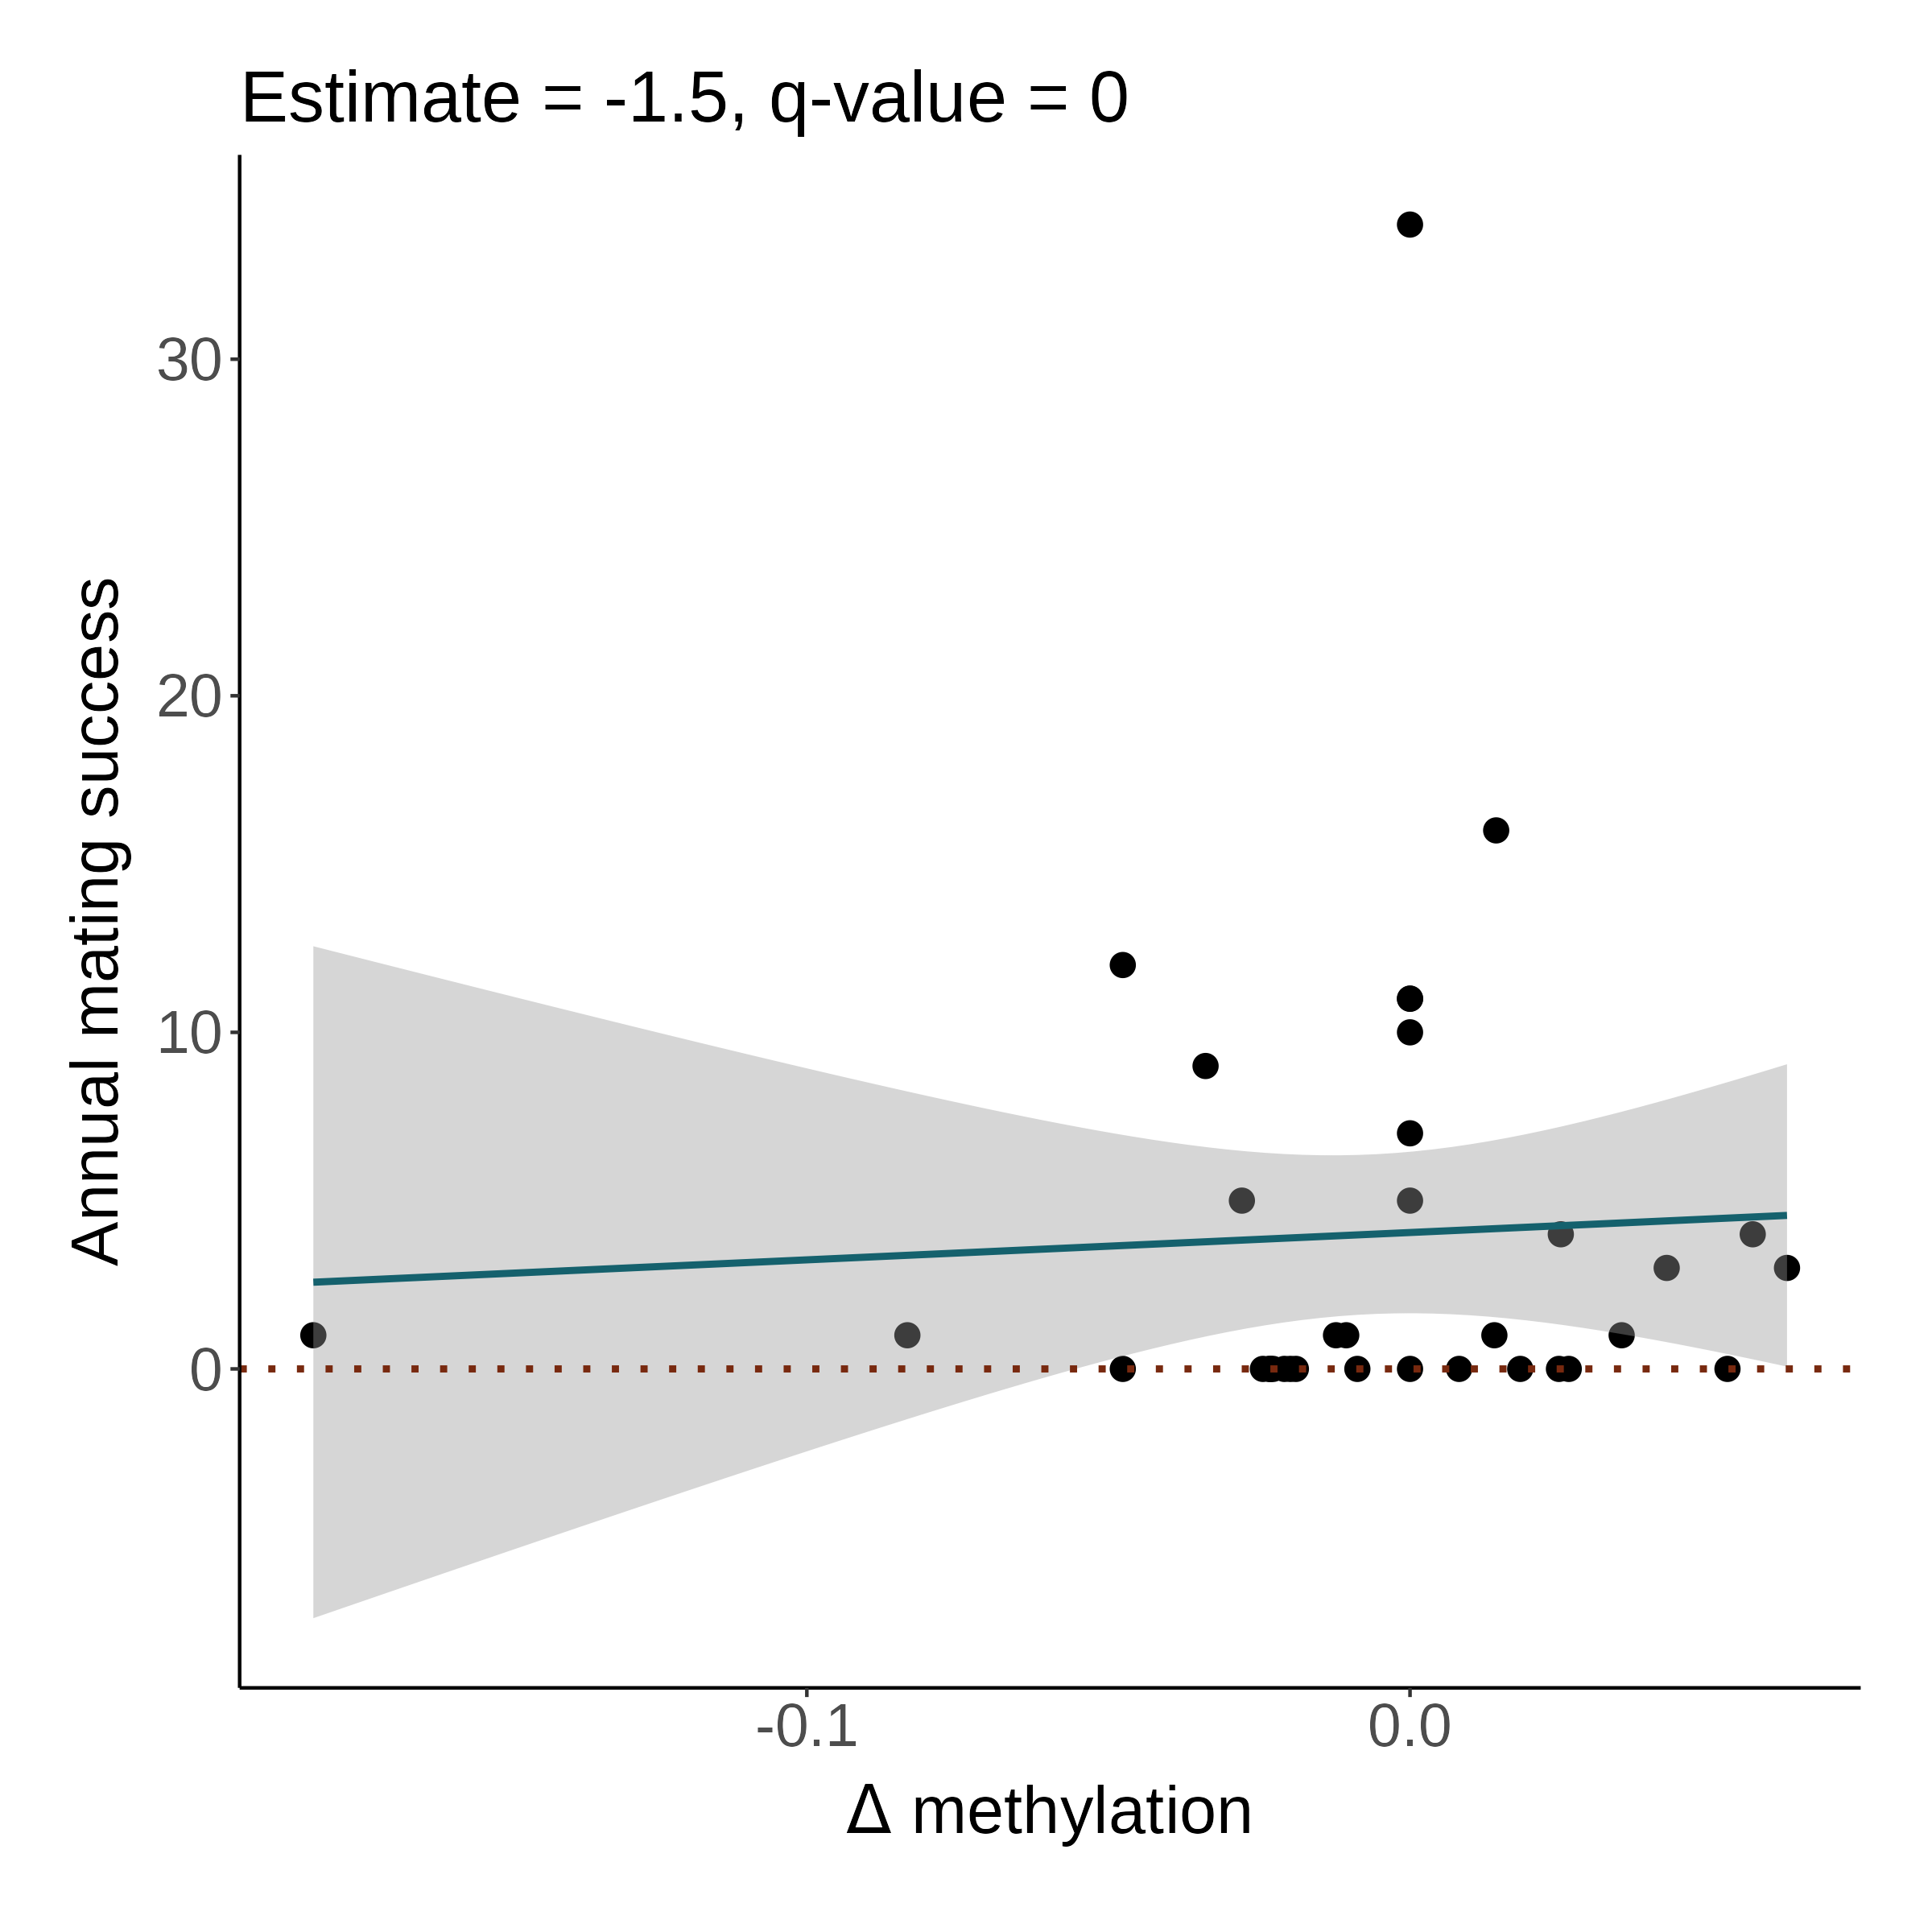 Estimate = -1.5, q-value = 0
Annual mating success
30
20
10
0
-0.1
0.0
Δ methylation